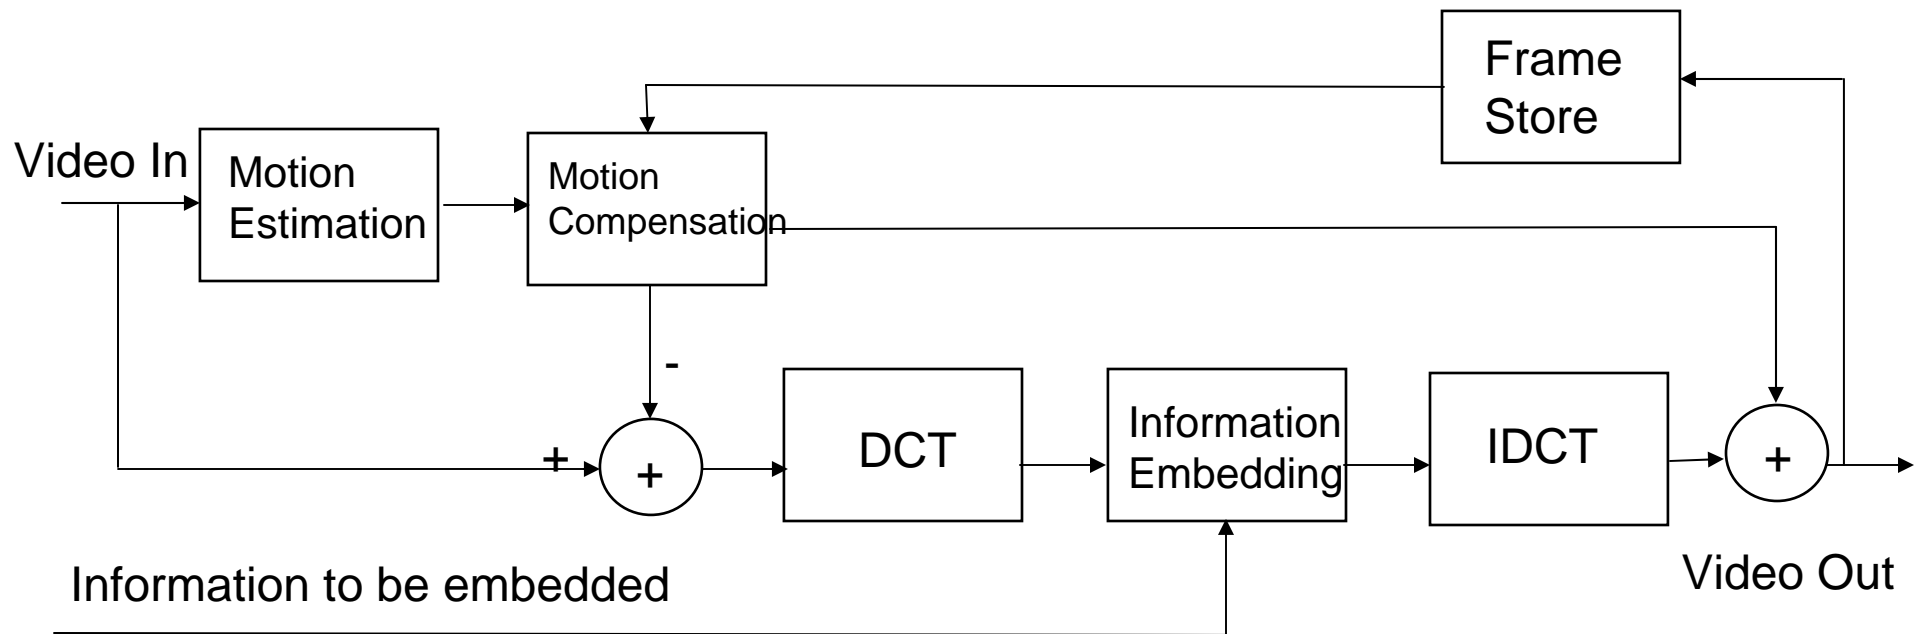 Frame
Store
Video In
Motion
Estimation
Motion
Compensation
-
+
+
DCT
Information
Embedding
IDCT
+
Information to be embedded
Video Out